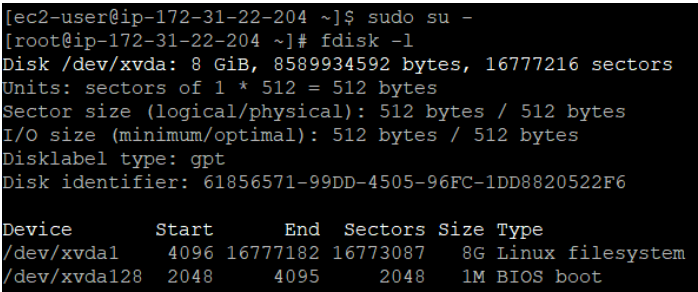 [ec2-user@ip-172-31-22-204 ~]$ sudo su -
[root@ip-172-31-22-204 ~]# fdisk -l
Disk /dev/xvda: 8 GiB, 8589934592 bytes, 16777216 sectors
Units: sectors of 1 * 512 = 512 bytes
Sector size (logical/physical): 512 bytes / 512 bytes
I/O size (minimum/optimal): 512 bytes / 512 bytes
Disklabel type: gpt
Disk identifier: 61856571-99DD-4505-96FC-1DD8820522F6
Device Start End Sectors Size Type
/dev/xvda1 4096 16777182 16773087 8G Linux filesystem
/dev/xvda128 2048 4095 2048 1M BIOS boot